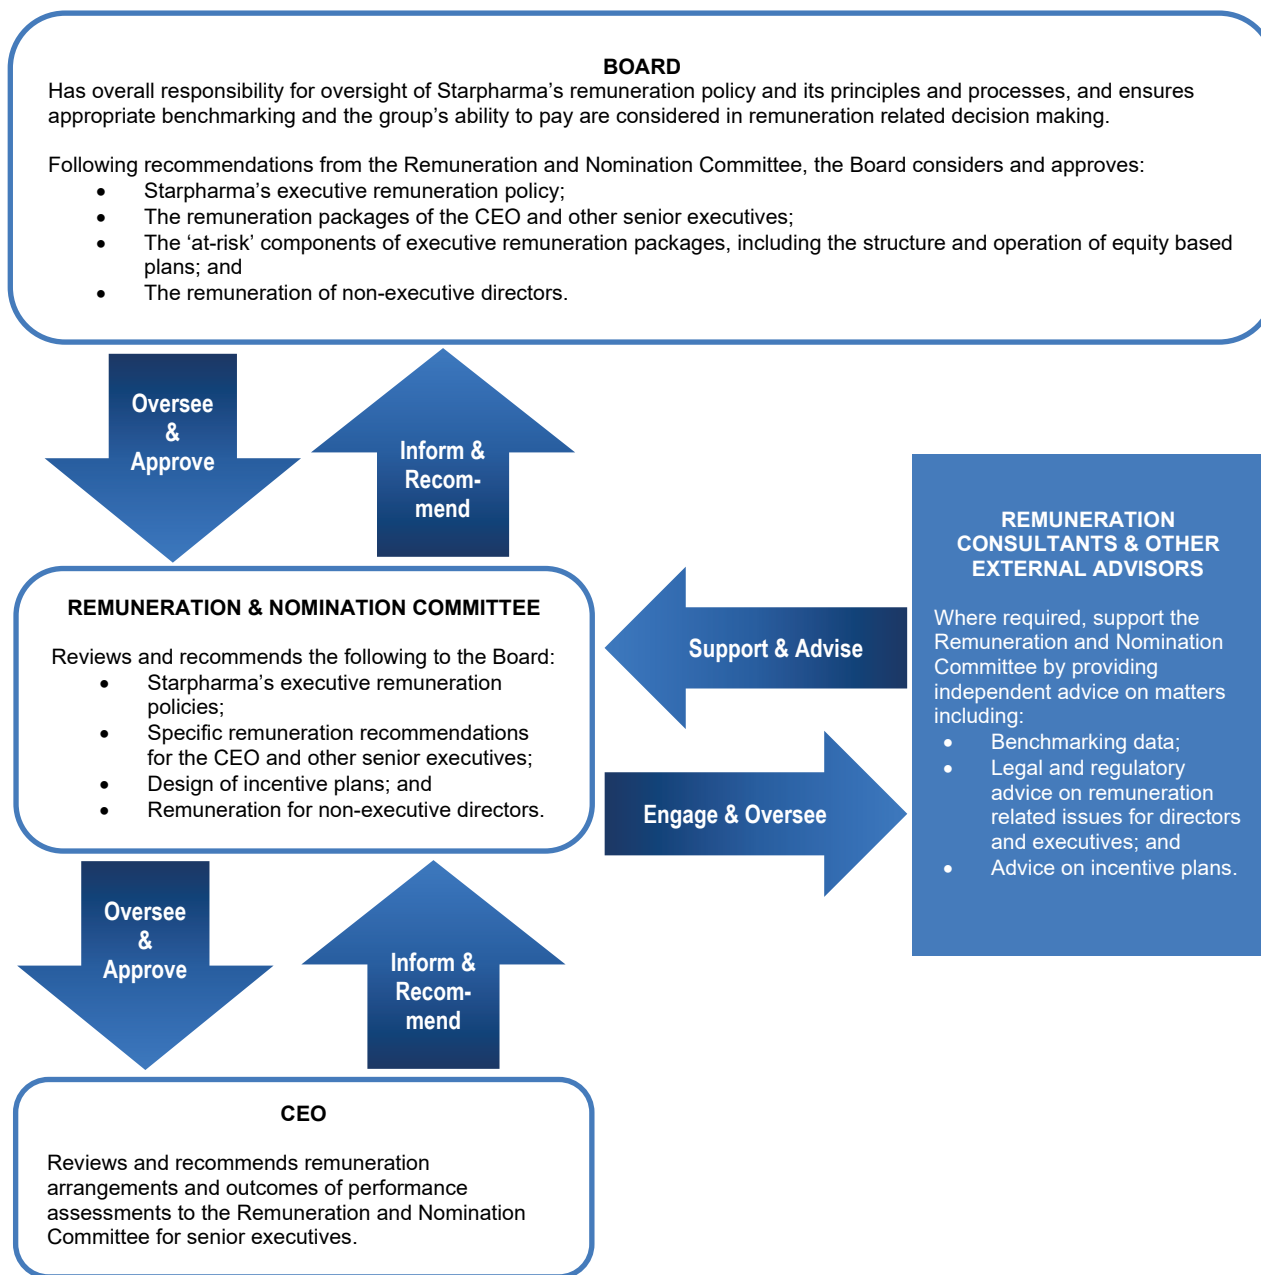 BOARD
Has overall responsibility for oversight of Starpharma’s remuneration policy and its principles and processes, and ensures
appropriate benchmarking and the group’s ability to pay are considered in remuneration related decision making.
Following recommendations from the Remuneration and Nomination Committee, the Board considers and approves:
• Starpharma’s executive remuneration policy;
• The remuneration packages of the CEO and other senior executives;
• The ‘at-risk’ components of executive remuneration packages, including the structure and operation of equity based
plans; and
• The remuneration of non-executive directors.
Oversee
&
Approve
Inform &
Recom-
mend
REMUNERATION & NOMINATION COMMITTEE
Reviews and recommends the following to the Board:
• Starpharma’s executive remuneration
policies;
• Specific remuneration recommendations
for the CEO and other senior executives;
• Design of incentive plans; and
• Remuneration for non-executive directors.
Support & Advise
Engage & Oversee
REMUNERATION
CONSULTANTS & OTHER
EXTERNAL ADVISORS
Where required, support the
Remuneration and Nomination
Committee by providing
independent advice on matters
including:
• Benchmarking data;
• Legal and regulatory
advice on remuneration
related issues for directors
and executives; and
• Advice on incentive plans.
Oversee
&
Approve
Inform &
Recom-
mend
CEO
Reviews and recommends remuneration
arrangements and outcomes of performance
assessments to the Remuneration and Nomination
Committee for senior executives.